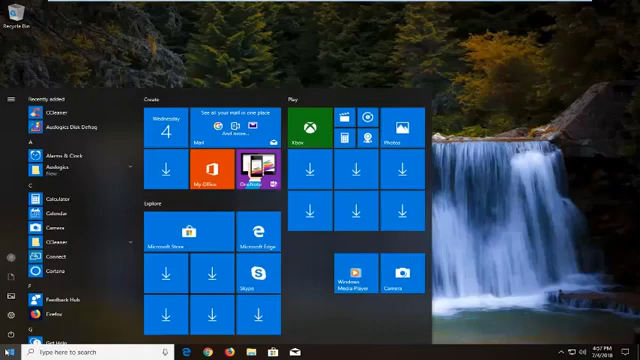 Recycle Bin
Recently added
CCleaner
Auslogics Disk Defrag
A
Alarms & Clock
Auslogics
New
C
Calculator
Calendar
Camera
CCleaner
Connect
Cortana
F
Feedback Hub
Firefox
G
Get Help
Create
Wednesday
4
See all your mail in one place
And more...
Mail
My Office
OneNote
Explore
Microsoft Store
Microsoft Edge
Skype
Play
Xbox
Photos
Windows
Media Player
Camera
Type here to search
4:57 PM
7/4/2018